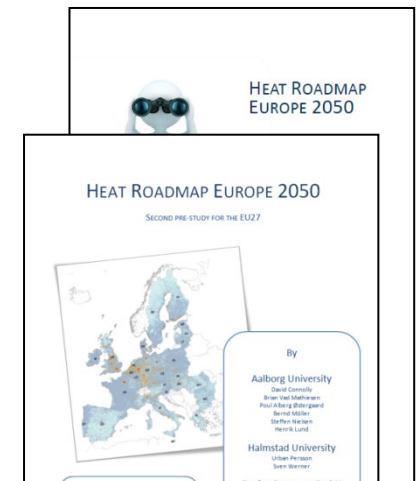 HEAT ROADMAP
EUROPE 2050
HEAT ROADMAP EUROPE 2050
SECOND PRE-STUDY FOR THE EU27
By
Aalborg University
David Connolly
Brian Vad Mathiesen
Poul Alberg Østergaard
Bernd Möller
Steffen Nielsen
Henrik Lund
Halmstad University
Urban Persson
Sven Werner